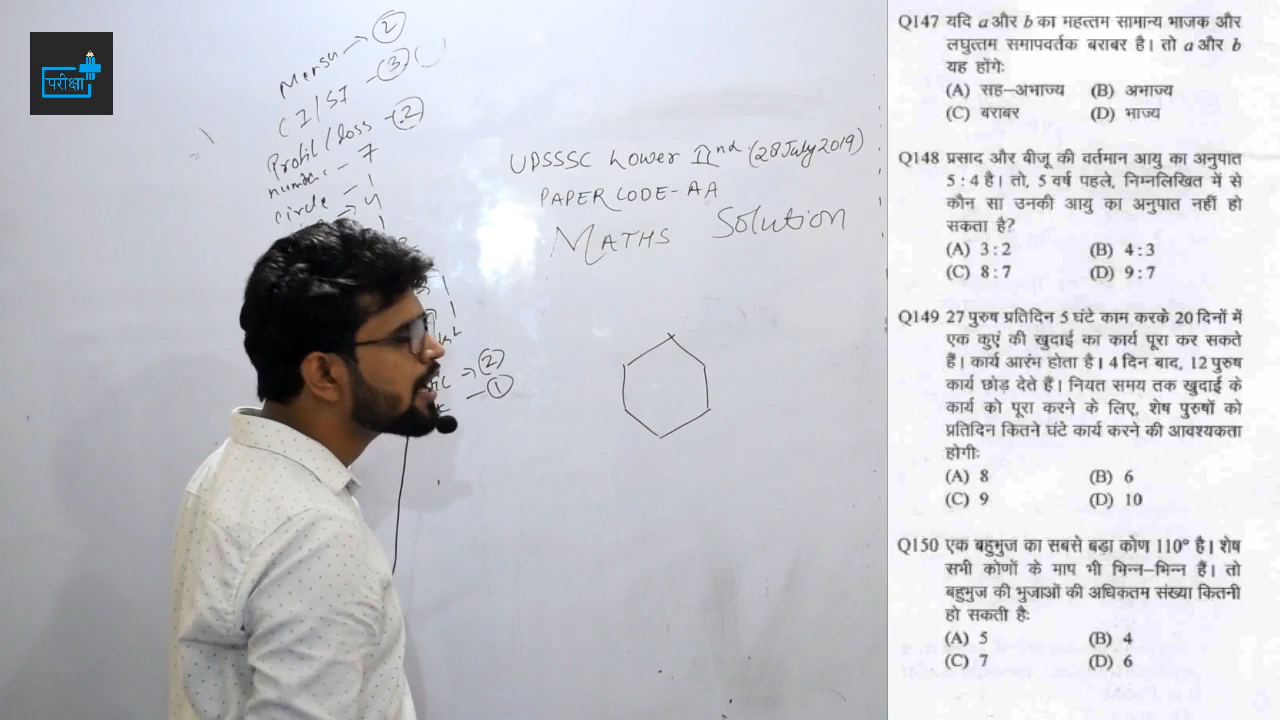 परीक्षा
Mensu → 2
CI/SI - 3
Profit/loss - 2
- 7
circle - 1
UPSSSC Lower IInd (28 July 2019)
PAPER CODE-AA
MATHS Solution
→ 2
- 1
Q147 यदि a और b का महत्तम सामान्य भाजक और
लघुत्तम समापवर्तक बराबर है। तो a और b
यह होंगेः
(A) सह–अभाज्य (B) अभाज्य
(C) बराबर (D) भाज्य
Q148 प्रसाद और बीजू की वर्तमान आयु का अनुपात
5 : 4 है। तो, 5 वर्ष पहले, निम्नलिखित में से
कौन सा उनकी आयु का अनुपात नहीं हो
सकता है?
(A) 3 : 2 (B) 4 : 3
(C) 8 : 7 (D) 9 : 7
Q149 27 पुरुष प्रतिदिन 5 घंटे काम करके 20 दिनों में
एक कुएं की खुदाई का कार्य पूरा कर सकते
हैं। कार्य आरंभ होता है। 4 दिन बाद, 12 पुरुष
कार्य छोड़ देते हैं। नियत समय तक खुदाई के
कार्य को पूरा करने के लिए, शेष पुरुषों को
प्रतिदिन कितने घंटे कार्य करने की आवश्यकता
होगीः
(A) 8 (B) 6
(C) 9 (D) 10
Q150 एक बहुभुज का सबसे बड़ा कोण 110° है। शेष
सभी कोणों के माप भी भिन्न–भिन्न हैं। तो
बहुभुज की भुजाओं की अधिकतम संख्या कितनी
हो सकती हैः
(A) 5 (B) 4
(C) 7 (D) 6